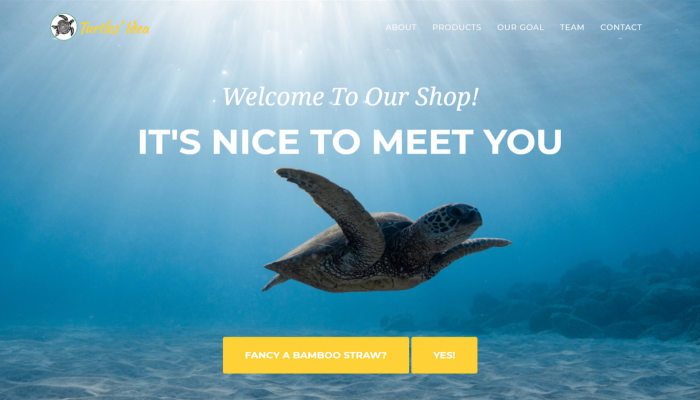 Turtles' Idea
ABOUT PRODUCTS OUR GOAL TEAM CONTACT
Welcome To Our Shop!
IT'S NICE TO MEET YOU
FANCY A BAMBOO STRAW? YES!